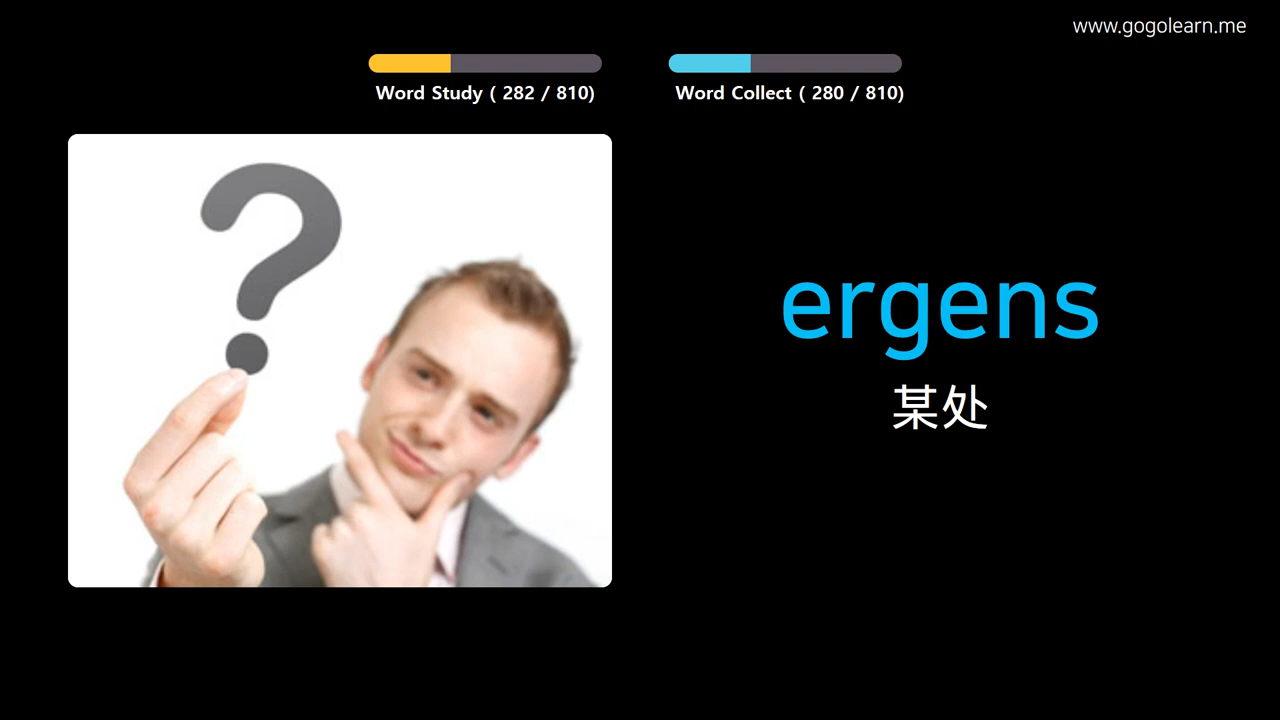 www.gogolearn.me
Word Study ( 282 / 810)
Word Collect ( 280 / 810)
?
ergens
某处